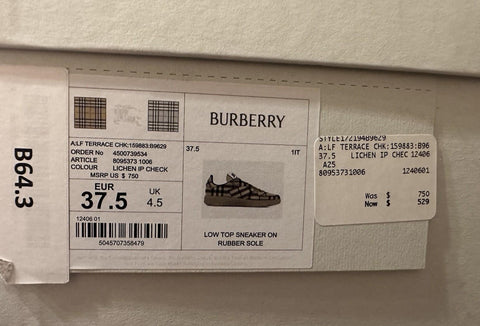 B64.3
A:LF TERRACE CHK:159883:B9629
ORDER No 4500739534
ARTICLE 8095373 1006
COLOUR LICHEN IP CHECK
MSRP US $ 750
EUR UK
37.5 4.5
12406 01
5045707358479
BURBERRY
37.5 1IT
LOW TOP SNEAKER ON
RUBBER SOLE
A:LF TERRACE CHK:159883:B96
37.5 LICHEN IP CHEC 12406
A25
80953731006 1240601
Was $ 750
Now $ 529